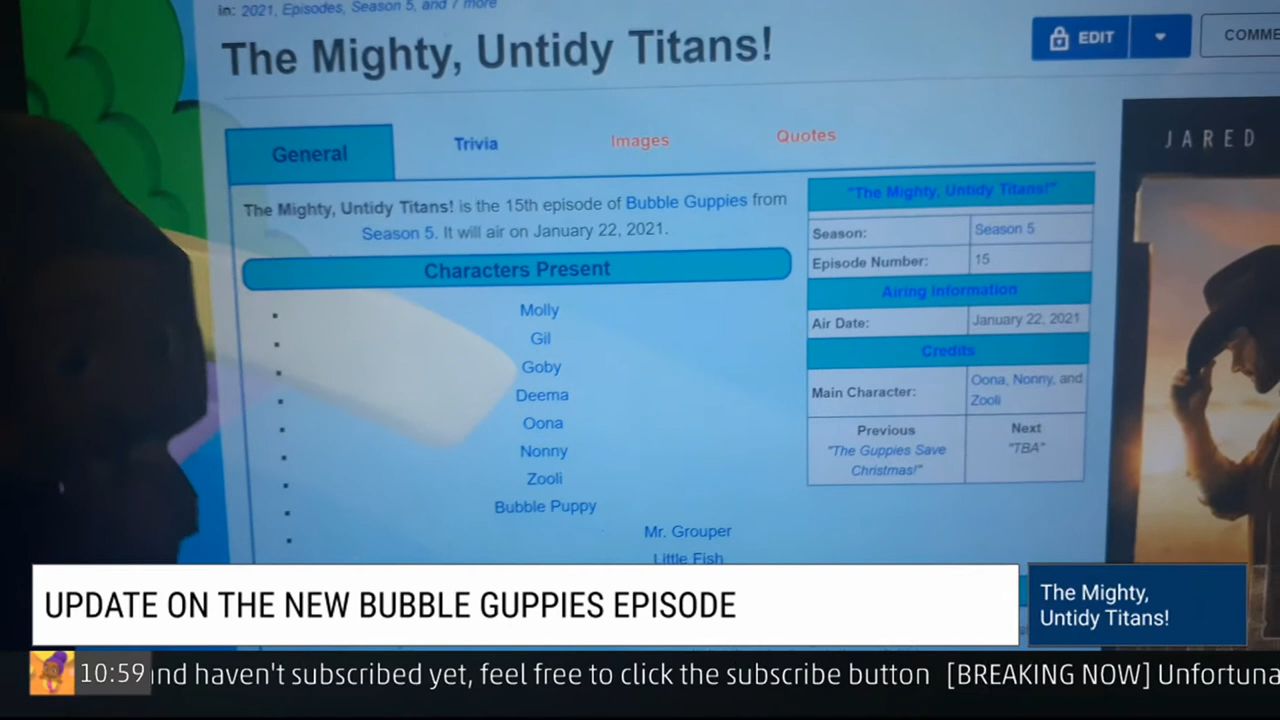 in: 2021, Episodes, Season 5, and 7 more
The Mighty, Untidy Titans!
EDIT
COMME
JARED
General
Trivia
Images
Quotes
The Mighty, Untidy Titans! is the 15th episode of Bubble Guppies from
Season 5. It will air on January 22, 2021.
Characters Present
Molly
Gil
Goby
Deema
Oona
Nonny
Zooli
Bubble Puppy
Mr. Grouper
Little Fish
"The Mighty, Untidy Titans!"
Season: Season 5
Episode Number: 15
Airing Information
Air Date: January 22, 2021
Credits
Main Character: Oona, Nonny, and
Zooli
Previous
"The Guppies Save
Christmas!"
Next
"TBA"
UPDATE ON THE NEW BUBBLE GUPPIES EPISODE
The Mighty,
Untidy Titans!
10:59 and haven't subscribed yet, feel free to click the subscribe button [BREAKING NOW] Unfortuna